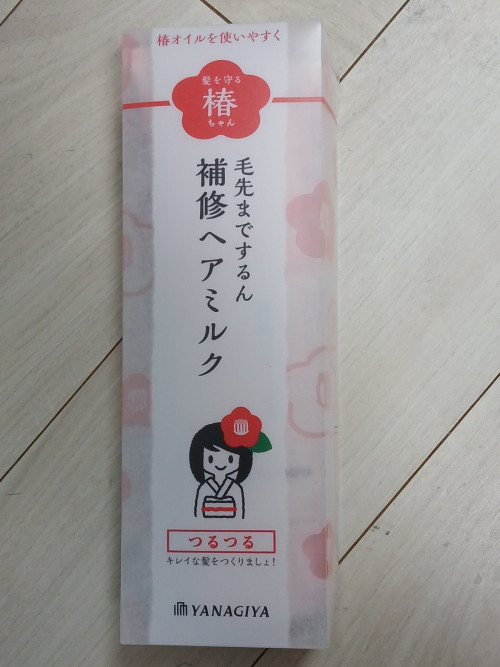 椿オイルを使いやすく
髪を守る
椿
ちゃん
毛先までするん
補修ヘアミルク
つるつる
キレイな髪をつくりましょ!
YANAGIYA